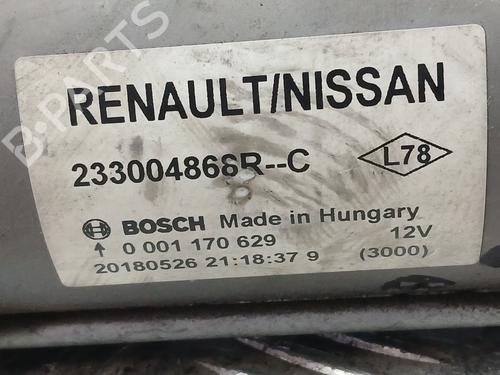 B-PARTS
RENAULT/NISSAN
233004868R--C
L78
BOSCH Made in Hungary
0 001 170 629 12V
20180526 21:18:37 9 (3000)